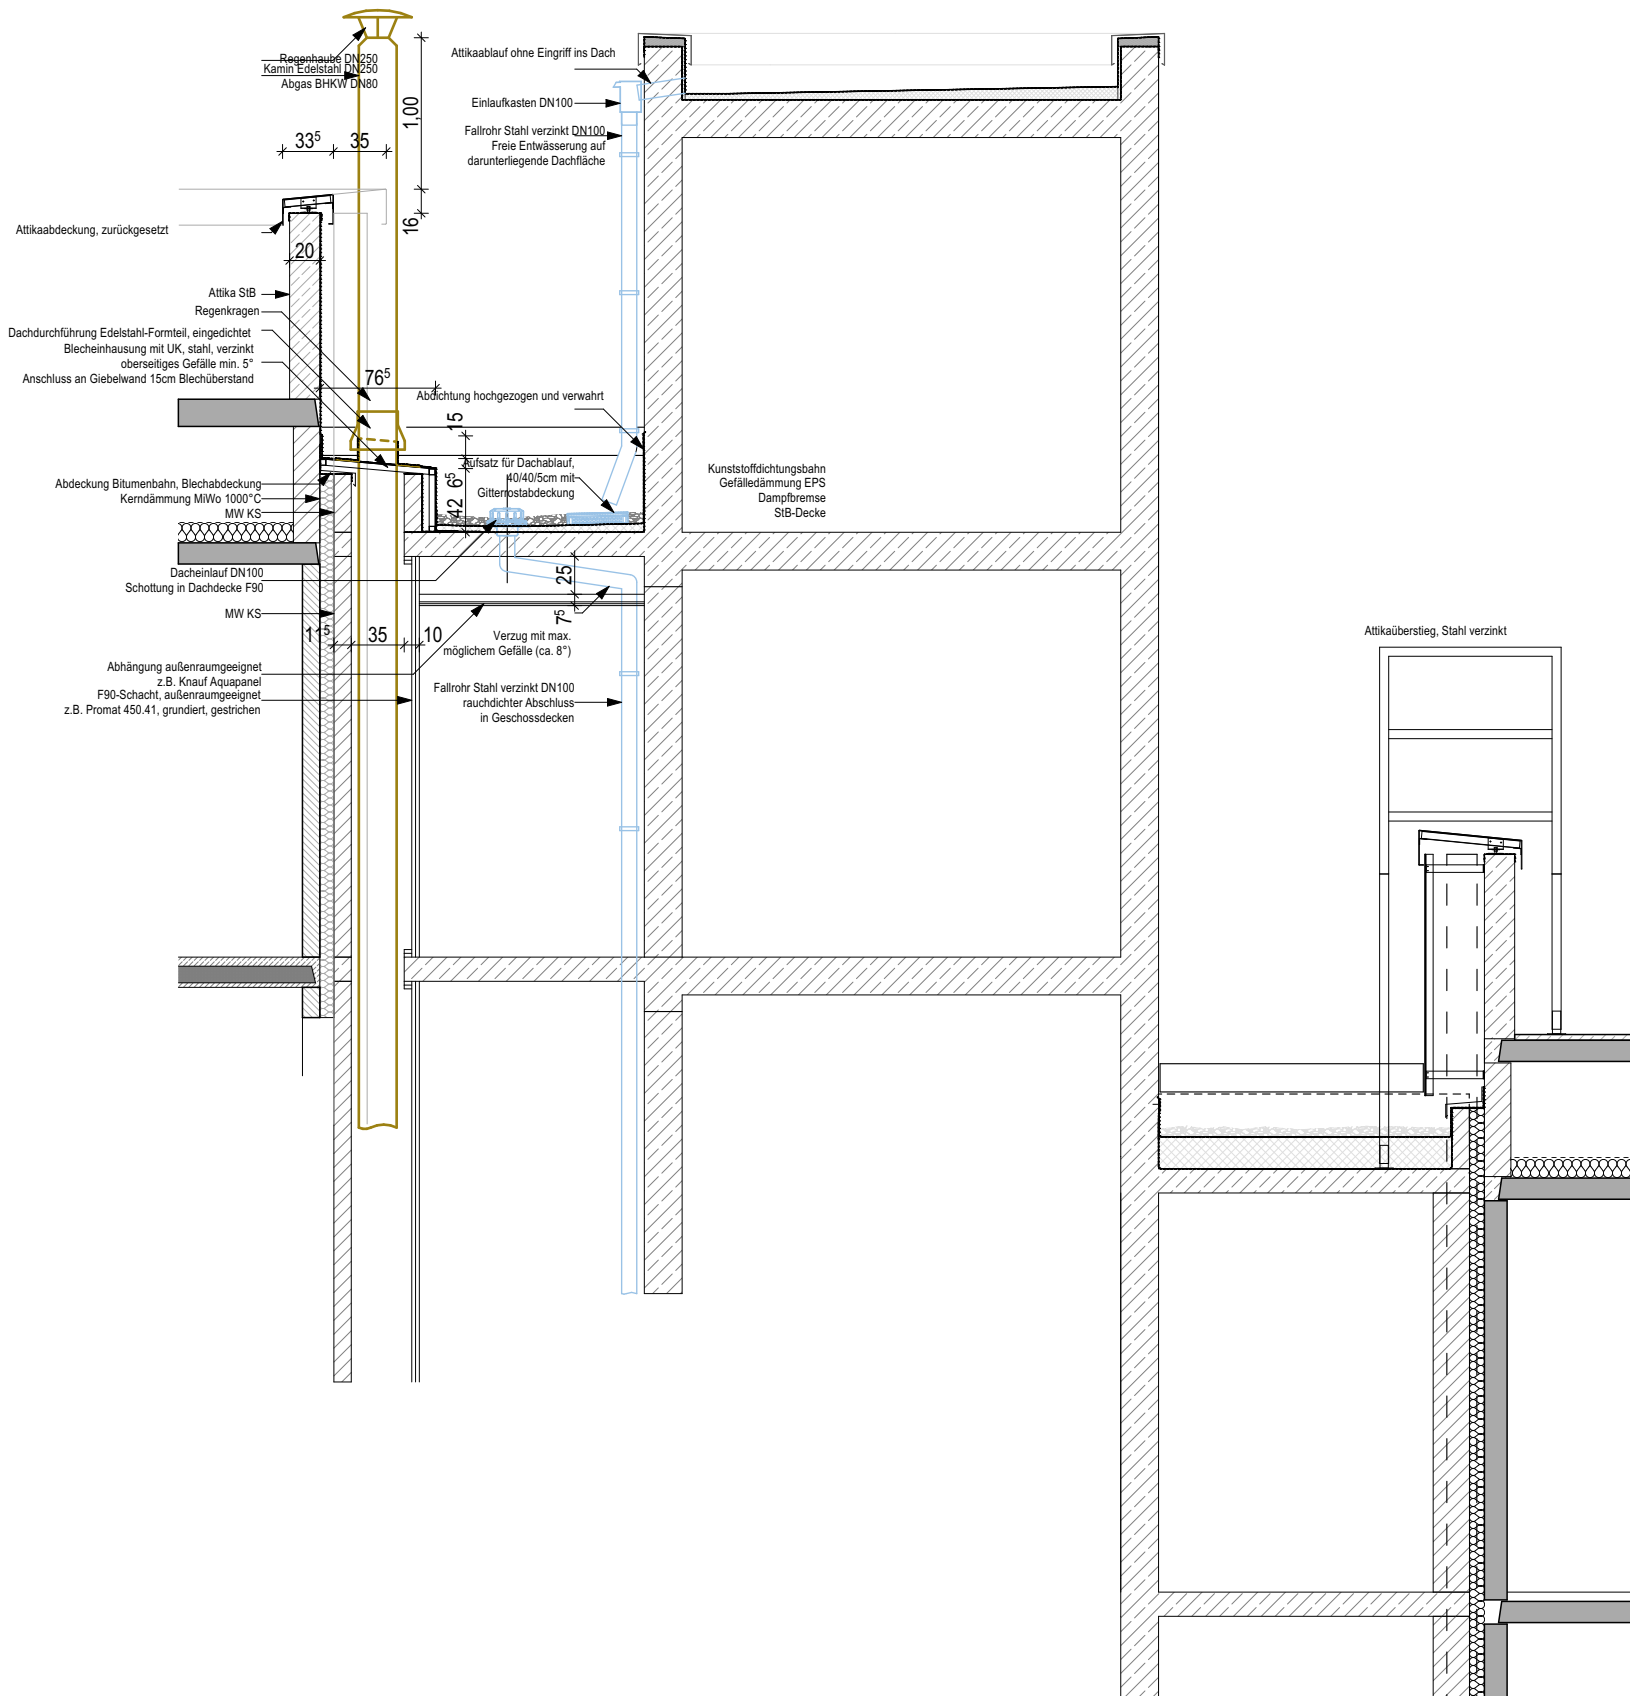 Regenhaube DN250
Kamin Edelstahl DN250
Abgas BHKW DN80
Attikaablauf ohne Eingriff ins Dach
Einlaufkasten DN100
Fallrohr Stahl verzinkt DN100
Freie Entwässerung auf
darunterliegende Dachfläche
1,00
33⁵
35
16
Attikaabdeckung, zurückgesetzt
20
Attika StB
Regenkragen
Dachdurchführung Edelstahl-Formteil, eingedichtet
Blecheinhausung mit UK, stahl, verzinkt
oberseitiges Gefälle min. 5°
Anschluss an Giebelwand 15cm Blechüberstand
76⁵
Abdichtung hochgezogen und verwahrt
15
6⁵
42
Aufsatz für Dachablauf,
40/40/5cm mit
Gitterrostabdeckung
Kunststoffdichtungsbahn
Gefälledämmung EPS
Dampfbremse
StB-Decke
Abdeckung Bitumenbahn, Blechabdeckung
Kerndämmung MiWo 1000°C
MW KS
Dacheinlauf DN100
Schottung in Dachdecke F90
MW KS
25
7⁵
11⁵
35
10
Verzug mit max.
möglichem Gefälle (ca. 8°)
Abhängung außenraumgeeignet
z.B. Knauf Aquapanel
F90-Schacht, außenraumgeeignet
z.B. Promat 450.41, grundiert, gestrichen
Fallrohr Stahl verzinkt DN100
rauchdichter Abschluss
in Geschossdecken
Attikaüberstieg, Stahl verzinkt